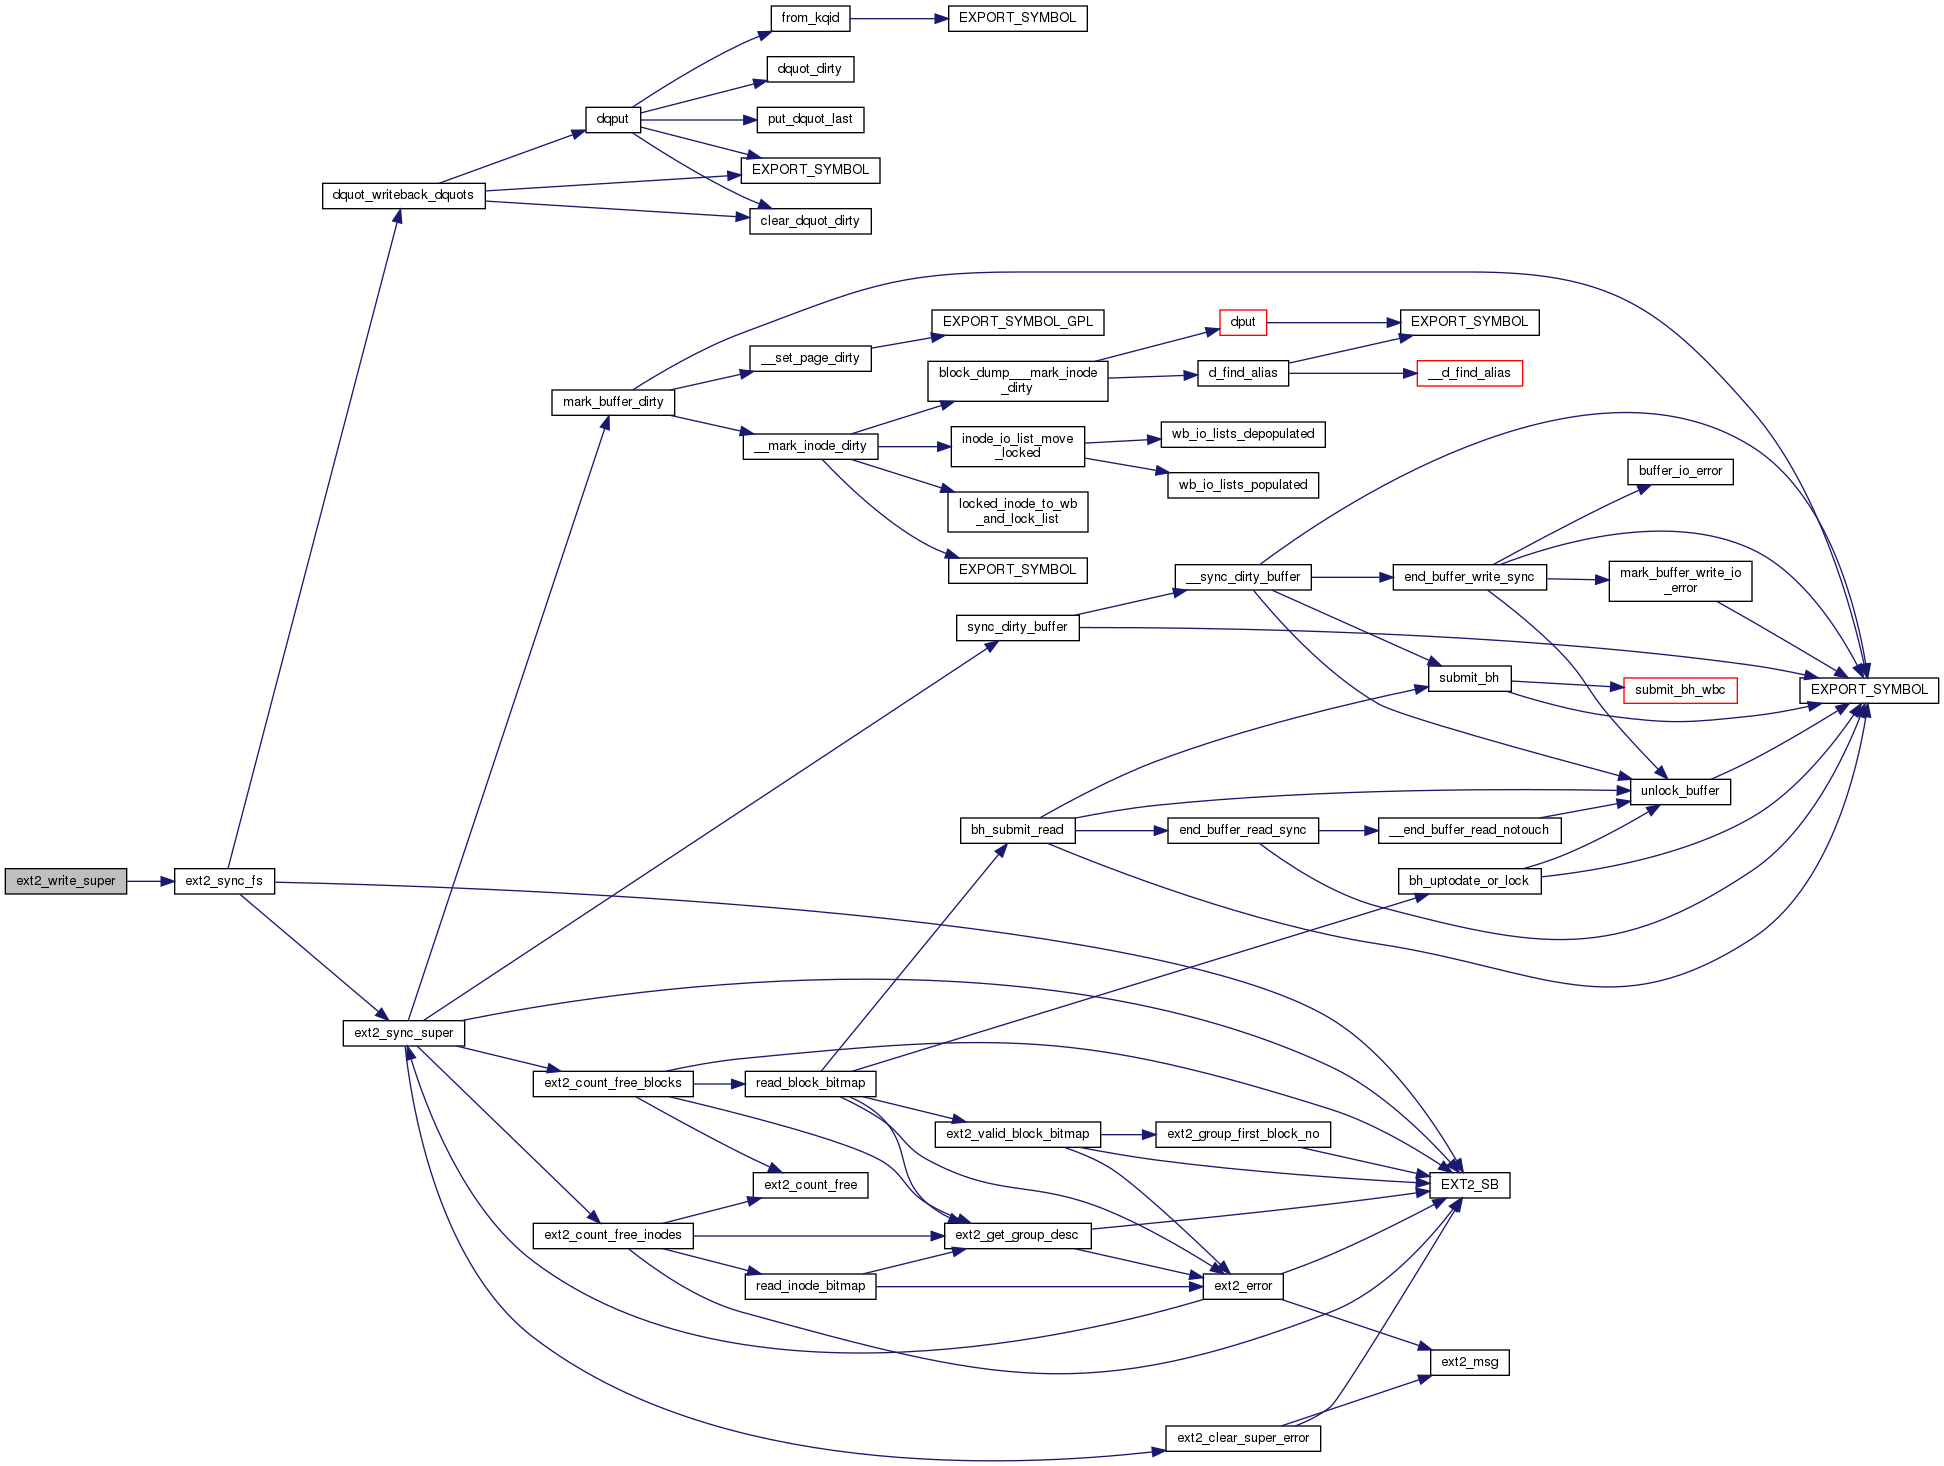 from_kqid
EXPORT_SYMBOL
dquot_dirty
dqput
put_dquot_last
EXPORT_SYMBOL
dquot_writeback_dquots
clear_dquot_dirty
EXPORT_SYMBOL_GPL
dput
EXPORT_SYMBOL
__set_page_dirty
block_dump___mark_inode
_dirty
d_find_alias
__d_find_alias
mark_buffer_dirty
__mark_inode_dirty
inode_io_list_move
_locked
wb_io_lists_depopulated
wb_io_lists_populated
buffer_io_error
locked_inode_to_wb
_and_lock_list
EXPORT_SYMBOL
__sync_dirty_buffer
end_buffer_write_sync
mark_buffer_write_io
_error
sync_dirty_buffer
submit_bh
submit_bh_wbc
EXPORT_SYMBOL
unlock_buffer
bh_submit_read
end_buffer_read_sync
__end_buffer_read_notouch
ext2_write_super
ext2_sync_fs
bh_uptodate_or_lock
ext2_sync_super
ext2_count_free_blocks
read_block_bitmap
ext2_valid_block_bitmap
ext2_group_first_block_no
ext2_count_free
EXT2_SB
ext2_count_free_inodes
ext2_get_group_desc
read_inode_bitmap
ext2_error
ext2_msg
ext2_clear_super_error